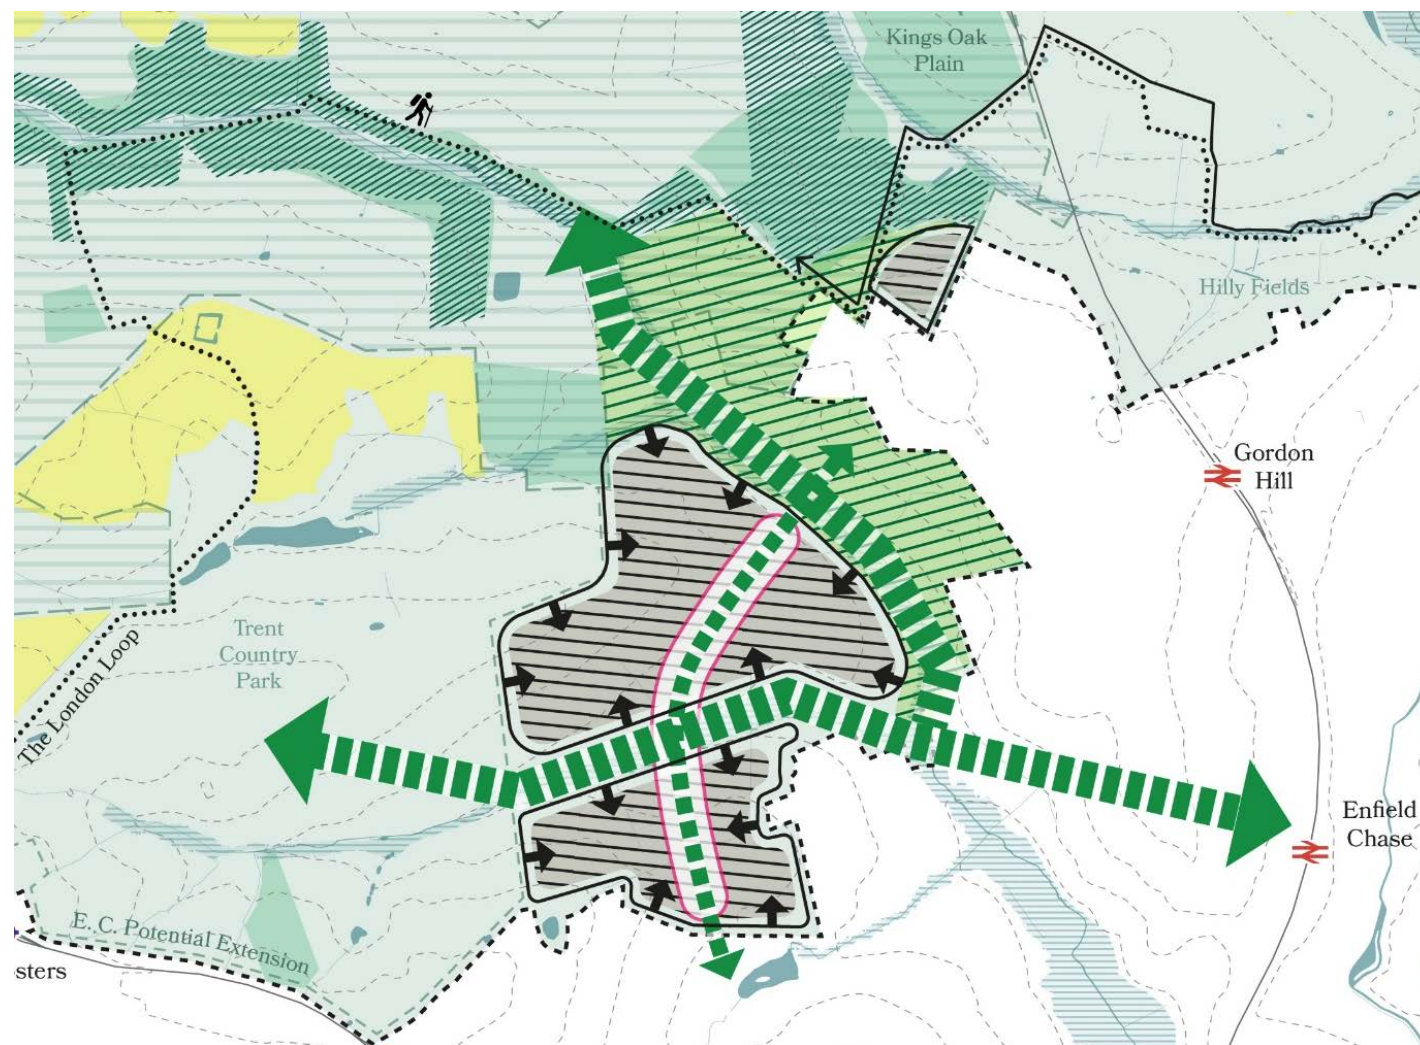 Kings Oak
Plain
Hilly Fields
Gordon
Hill
Trent
Country
Park
The London Loop
Enfield
Chase
E. C. Potential Extension
sters